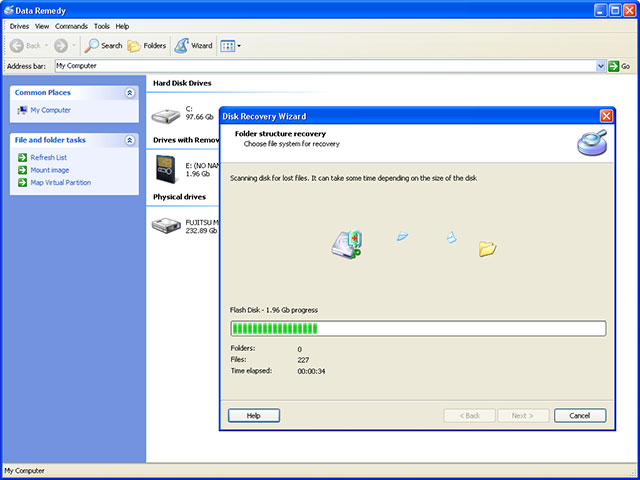 Data Remedy
Drives View Commands Tools Help
Back Search Folders Wizard
Address bar: My Computer Go
Common Places
My Computer
File and folder tasks
Refresh List
Mount image
Map Virtual Partition
Hard Disk Drives
C:
97.66 Gb
Drives with Remov
E: (NO NAM
1.96 Gb
Physical drives
FUJITSU M
232.89 Gb
Disk Recovery Wizard
Folder structure recovery
Choose file system for recovery
Scanning disk for lost files. It can take some time depending on the size of the disk
Flash Disk - 1.96 Gb progress
Folders: 0
Files: 227
Time elapsed: 00:00:34
Help < Back Next > Cancel
My Computer